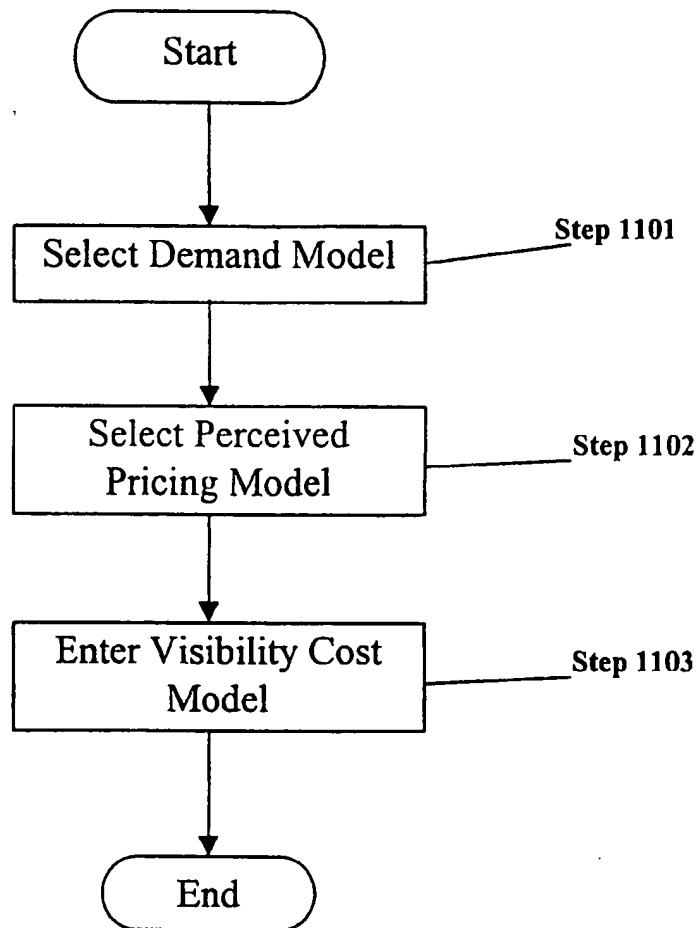 Start
Select Demand Model
Step 1101
Select Perceived
Pricing Model
Step 1102
Enter Visibility Cost
Model
Step 1103
End